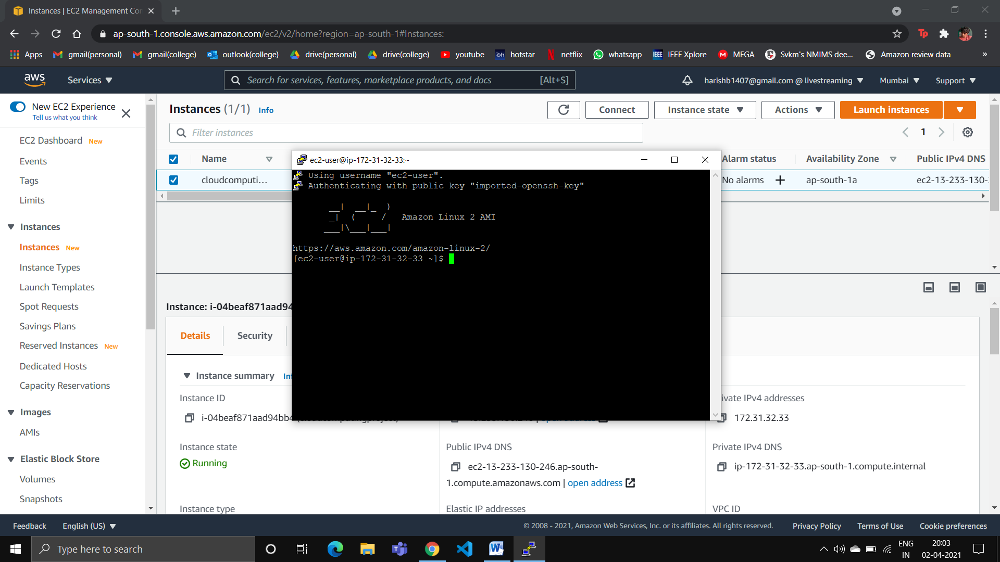 Instances | EC2 Management Con
ap-south-1.console.aws.amazon.com/ec2/v2/home?region=ap-south-1#Instances:
Apps gmail(personal) gmail(college) outlook(college) drive(personal) drive(college) youtube hotstar netflix whatsapp IEEE Xplore MEGA Svkm's NMIMS dee... Amazon review data »
aws Services Search for services, features, marketplace products, and docs [Alt+S] harishb1407@gmail.com @ livestreaming Mumbai Support
New EC2 Experience
Tell us what you think
EC2 Dashboard New
Events
Tags
Limits
Instances
Instances New
Instance Types
Launch Templates
Spot Requests
Savings Plans
Reserved Instances New
Dedicated Hosts
Capacity Reservations
Images
AMIs
Elastic Block Store
Volumes
Snapshots
Instances (1/1) Info Connect Instance state Actions Launch instances
Filter instances 1
Name Alarm status Availability Zone Public IPv4 DNS
cloudcomputi... No alarms + ap-south-1a ec2-13-233-130-
ec2-user@ip-172-31-32-33:~
Using username "ec2-user".
Authenticating with public key "imported-openssh-key"
__| __|_ )
_| ( / Amazon Linux 2 AMI
___|\___|___|
https://aws.amazon.com/amazon-linux-2/
[ec2-user@ip-172-31-32-33 ~]$
Instance: i-04beaf871aad94
Details Security
Instance summary
Instance ID
i-04beaf871aad94bb4
Private IPv4 addresses
172.31.32.33
Instance state
Running
Public IPv4 DNS
ec2-13-233-130-246.ap-south-
1.compute.amazonaws.com | open address
Private IPv4 DNS
ip-172-31-32-33.ap-south-1.compute.internal
Instance type Elastic IP addresses VPC ID
Feedback English (US) © 2008 - 2021, Amazon Web Services, Inc. or its affiliates. All rights reserved. Privacy Policy Terms of Use Cookie preferences
Type here to search
ENG
IN
20:03
02-04-2021